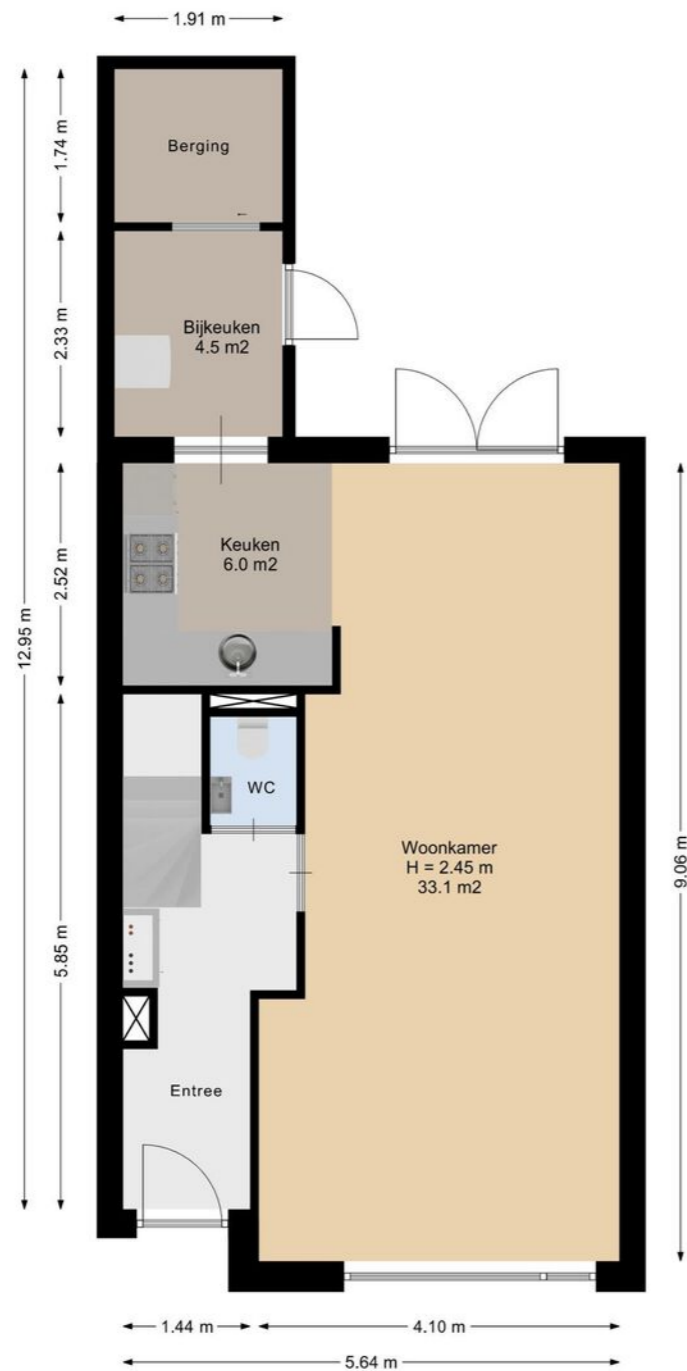 1.91 m
1.74 m
Berging
2.33 m
Bijkeuken
4.5 m2
12.95 m
2.52 m
Keuken
6.0 m2
9.06 m
5.85 m
WC
Woonkamer
H = 2.45 m
33.1 m2
Entree
1.44 m
4.10 m
5.64 m